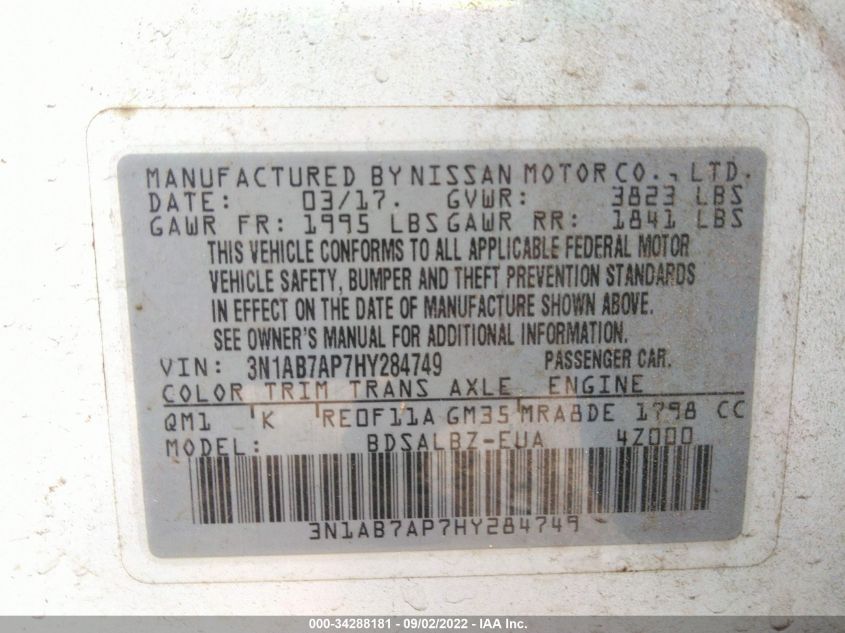 MANUFACTURED BY NISSAN MOTOR CO., LTD.
DATE: 03/17. GVWR: 3823 LBS
GAWR FR: 1995 LBS GAWR RR: 1841 LBS
THIS VEHICLE CONFORMS TO ALL APPLICABLE FEDERAL MOTOR
VEHICLE SAFETY, BUMPER AND THEFT PREVENTION STANDARDS
IN EFFECT ON THE DATE OF MANUFACTURE SHOWN ABOVE.
SEE OWNER'S MANUAL FOR ADDITIONAL INFORMATION.
VIN: 3N1AB7AP7HY284749 PASSENGER CAR.
COLOR TRIM TRANS AXLE ENGINE
QM1 K RE0F11A GM35 MRA8DE 1798 CC
MODEL: BDSALBZ-EUA 4Z000
3N1AB7AP7HY284749
000-34288181 - 09/02/2022 - IAA Inc.